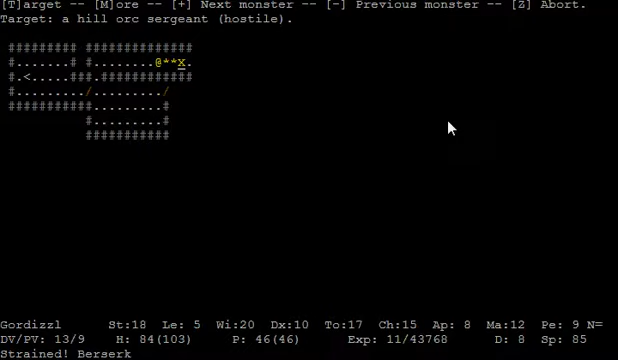 [T]arget -- [M]ore -- [+] Next monster -- [-] Previous monster -- [Z] Abort.
Target: a hill orc sergeant (hostile).
######### ##############
#.......# #........@**X.
#.<.....###.############
#........./........./
###########.........#
#.........#
###########
Gordizzl St:18 Le: 5 Wi:20 Dx:10 To:17 Ch:15 Ap: 8 Ma:12 Pe: 9 N=
DV/PV: 13/9 H: 84(103) P: 46(46) Exp: 11/43768 D: 8 Sp: 85
Strained! Berserk